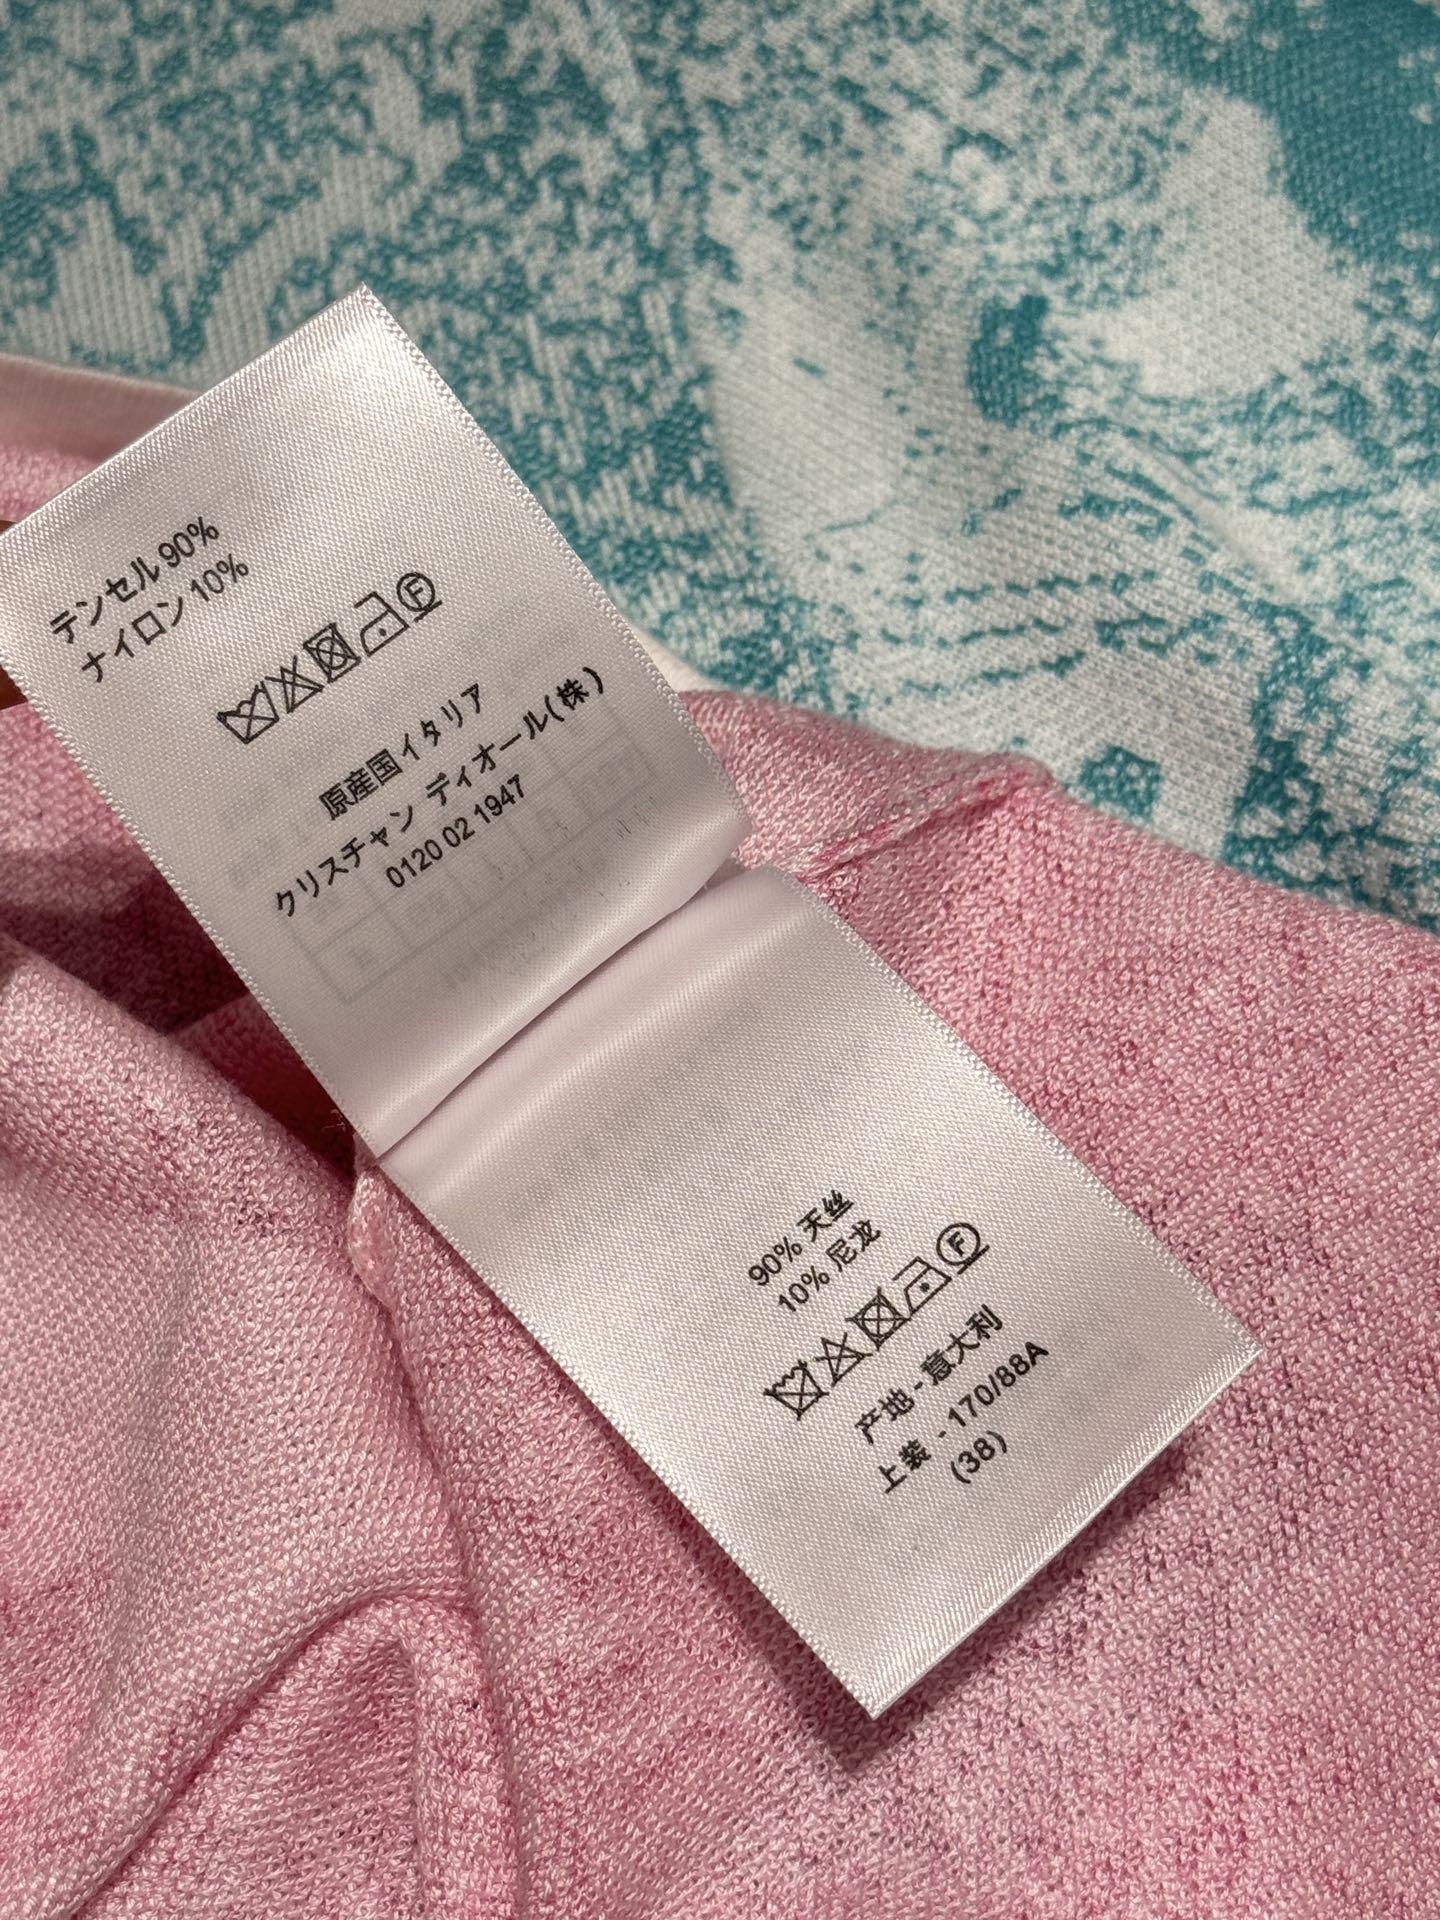 テンセル 90%
ナイロン 10%
F
原産国イタリア
クリスチャン ディオール(株)
0120 02 1947
90% 天丝
10% 尼龙
F
产地 - 意大利
上装 - 170/88A
(38)